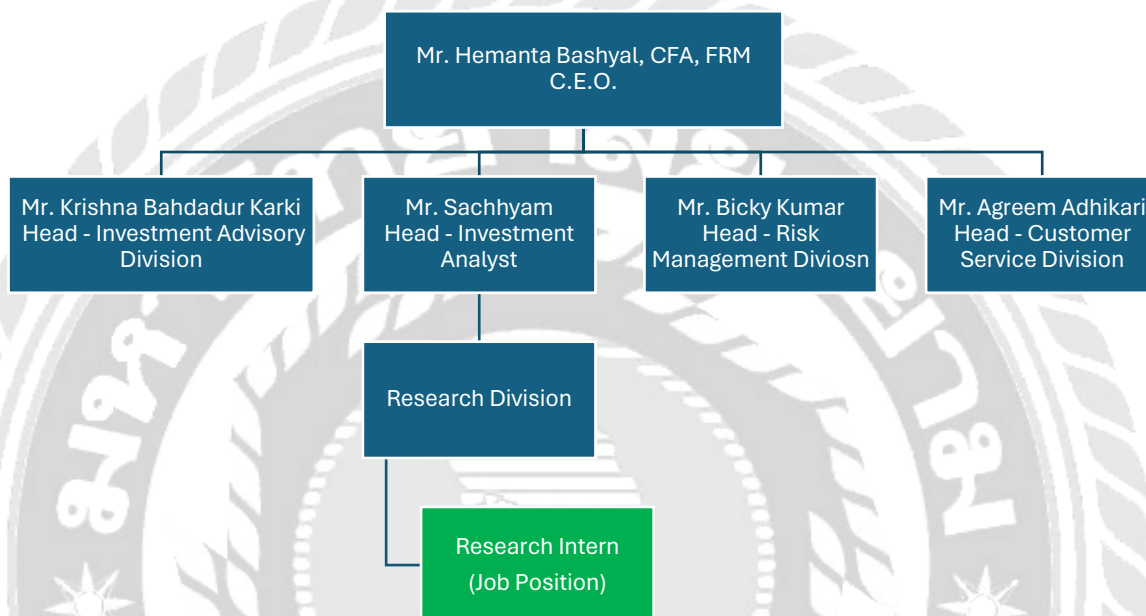 Mr. Hemanta Bashyal, CFA, FRM
C.E.O.
Mr. Krishna Bahdadur Karki
Head - Investment Advisory
Division
Mr. Sachhyam
Head - Investment
Analyst
Mr. Bicky Kumar
Head - Risk
Management Diviosn
Mr. Agreem Adhikari
Head - Customer
Service Division
Research Division
Research Intern
(Job Position)